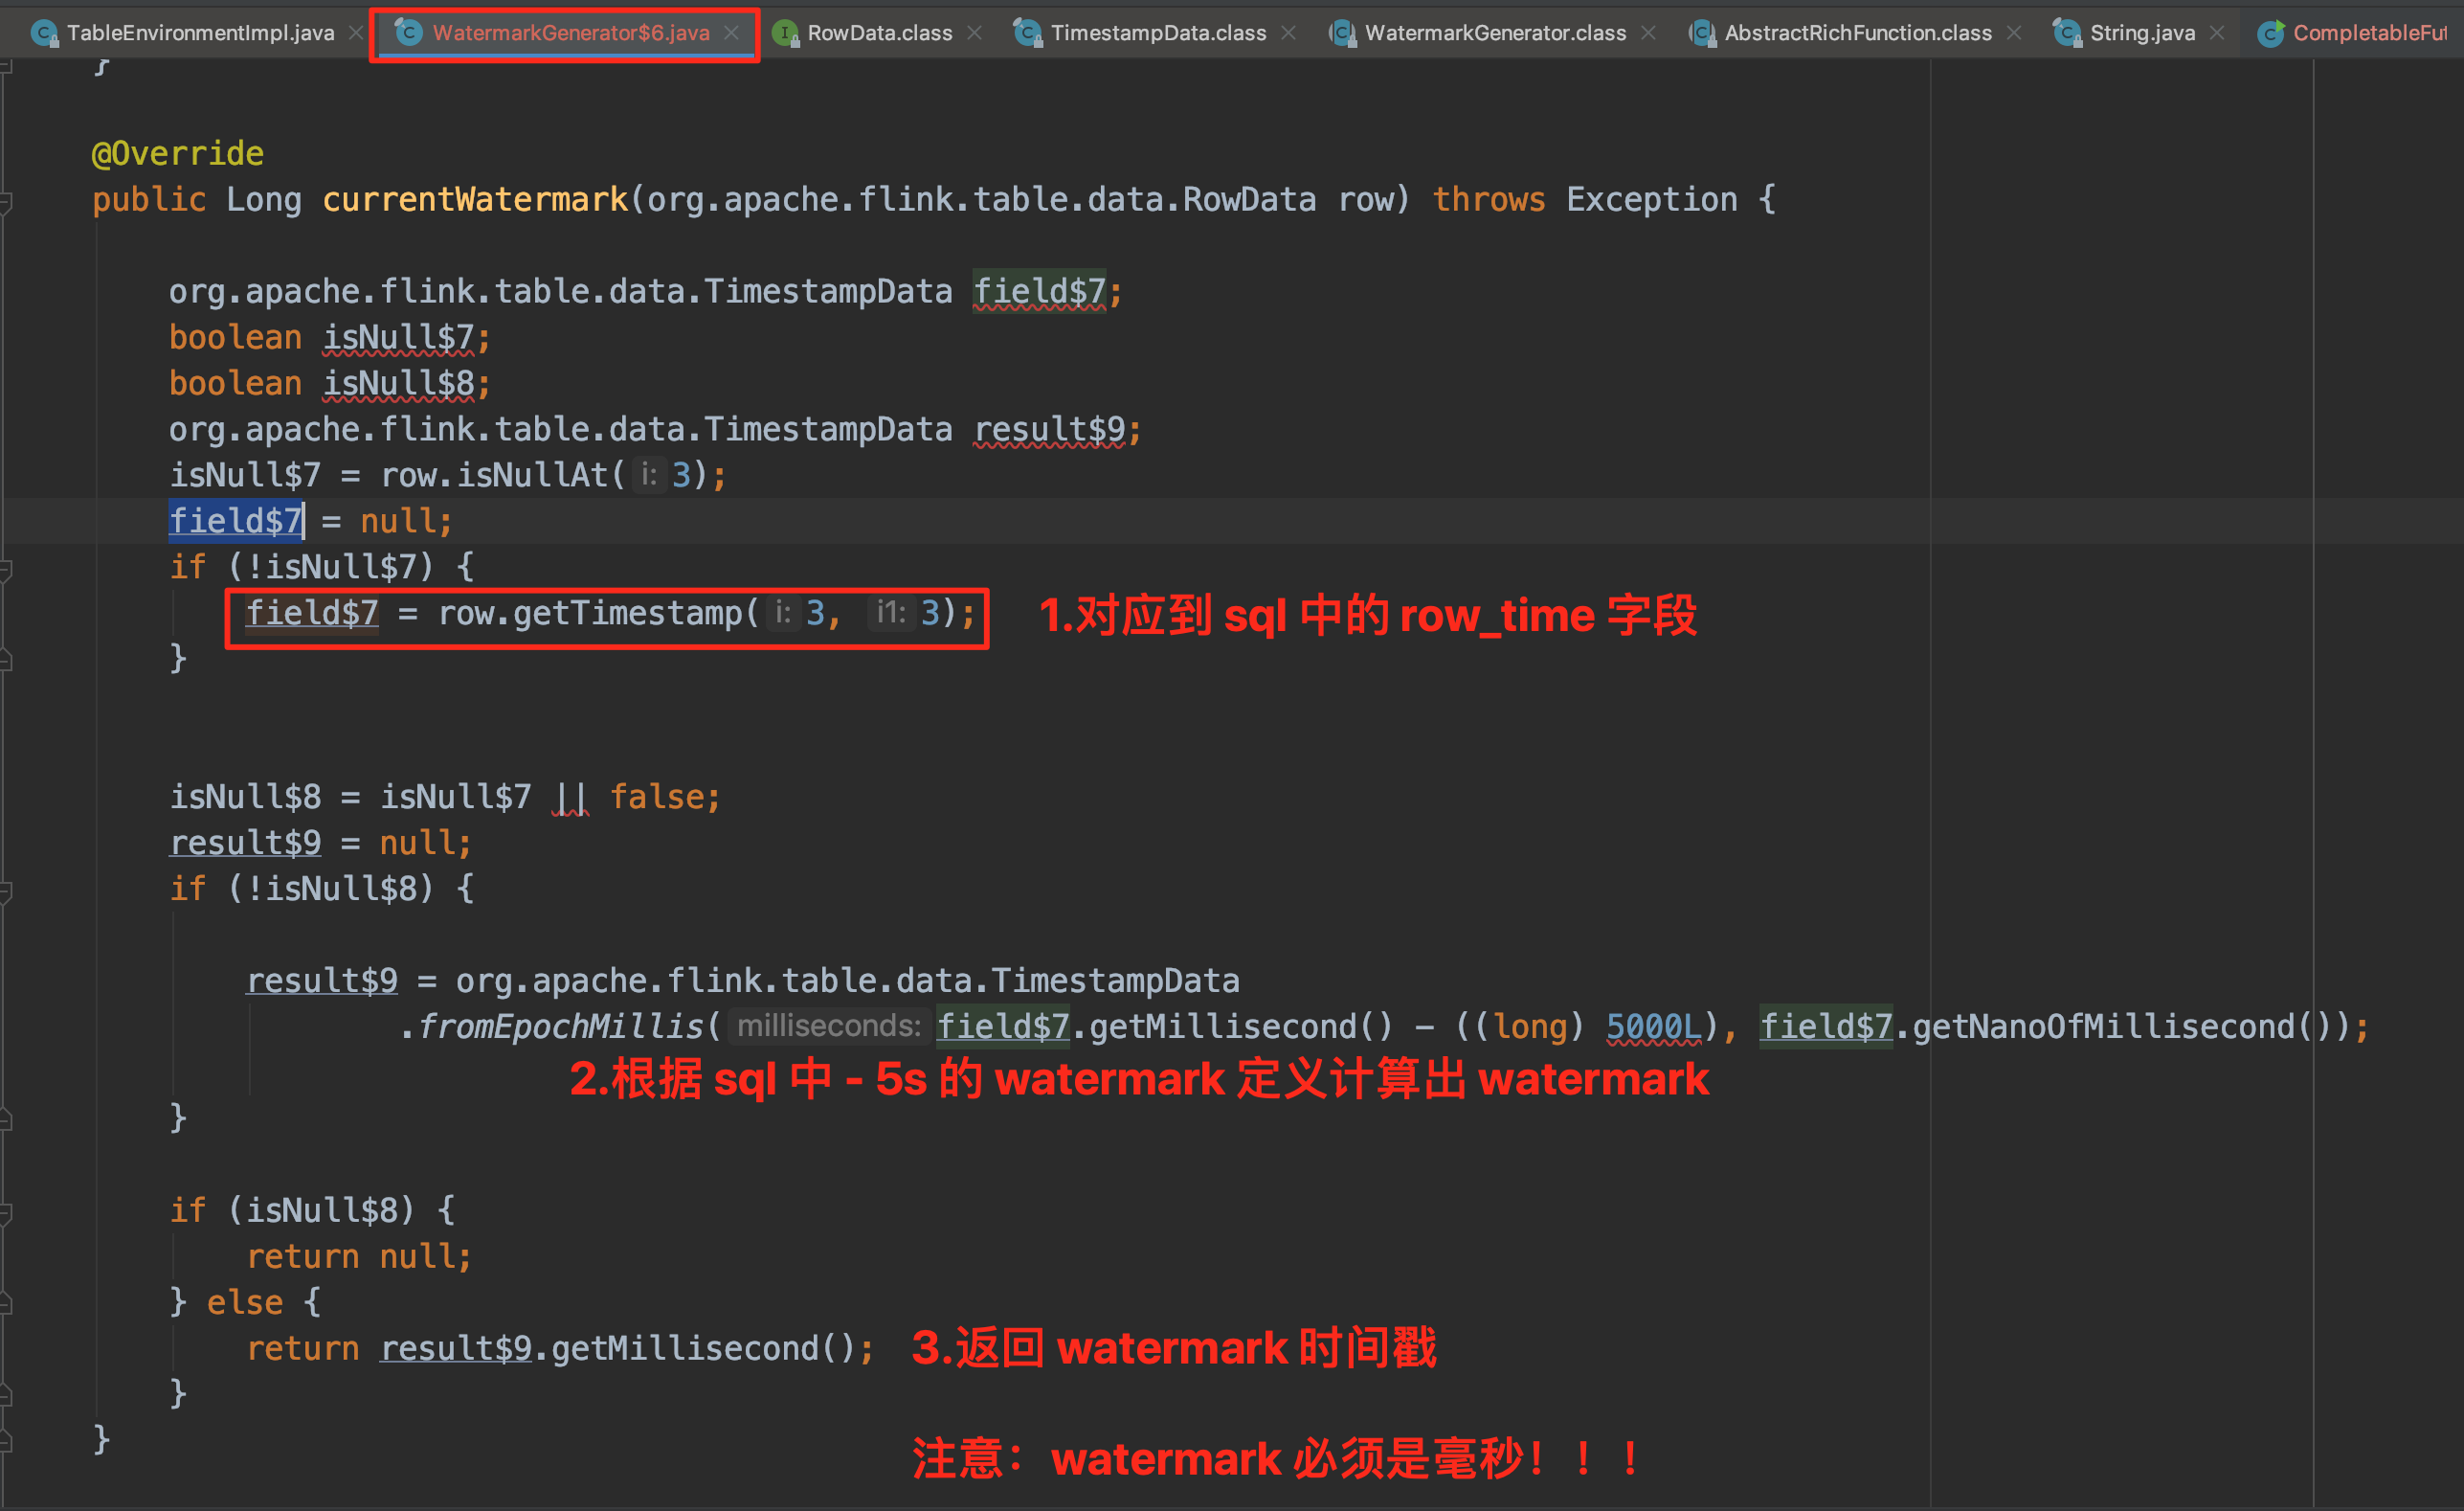 TableEnvironmentImpl.java WatermarkGenerator$6.java RowData.class TimestampData.class WatermarkGenerator.class AbstractRichFunction.class String.java CompletableFut
}
@Override
public Long currentWatermark(org.apache.flink.table.data.RowData row) throws Exception {
org.apache.flink.table.data.TimestampData field$7;
boolean isNull$7;
boolean isNull$8;
org.apache.flink.table.data.TimestampData result$9;
isNull$7 = row.isNullAt( i: 3);
field$7 = null;
if (!isNull$7) {
field$7 = row.getTimestamp( i: 3, i1: 3); 1.对应到 sql 中的 row_time 字段
}
isNull$8 = isNull$7 || false;
result$9 = null;
if (!isNull$8) {
result$9 = org.apache.flink.table.data.TimestampData
.fromEpochMillis( milliseconds: field$7.getMillisecond() - ((long) 5000L), field$7.getNanoOfMillisecond());
2.根据 sql 中 - 5s 的 watermark 定义计算出 watermark
}
if (isNull$8) {
return null;
} else {
return result$9.getMillisecond(); 3.返回 watermark 时间戳
}
}
注意：watermark 必须是毫秒！！！